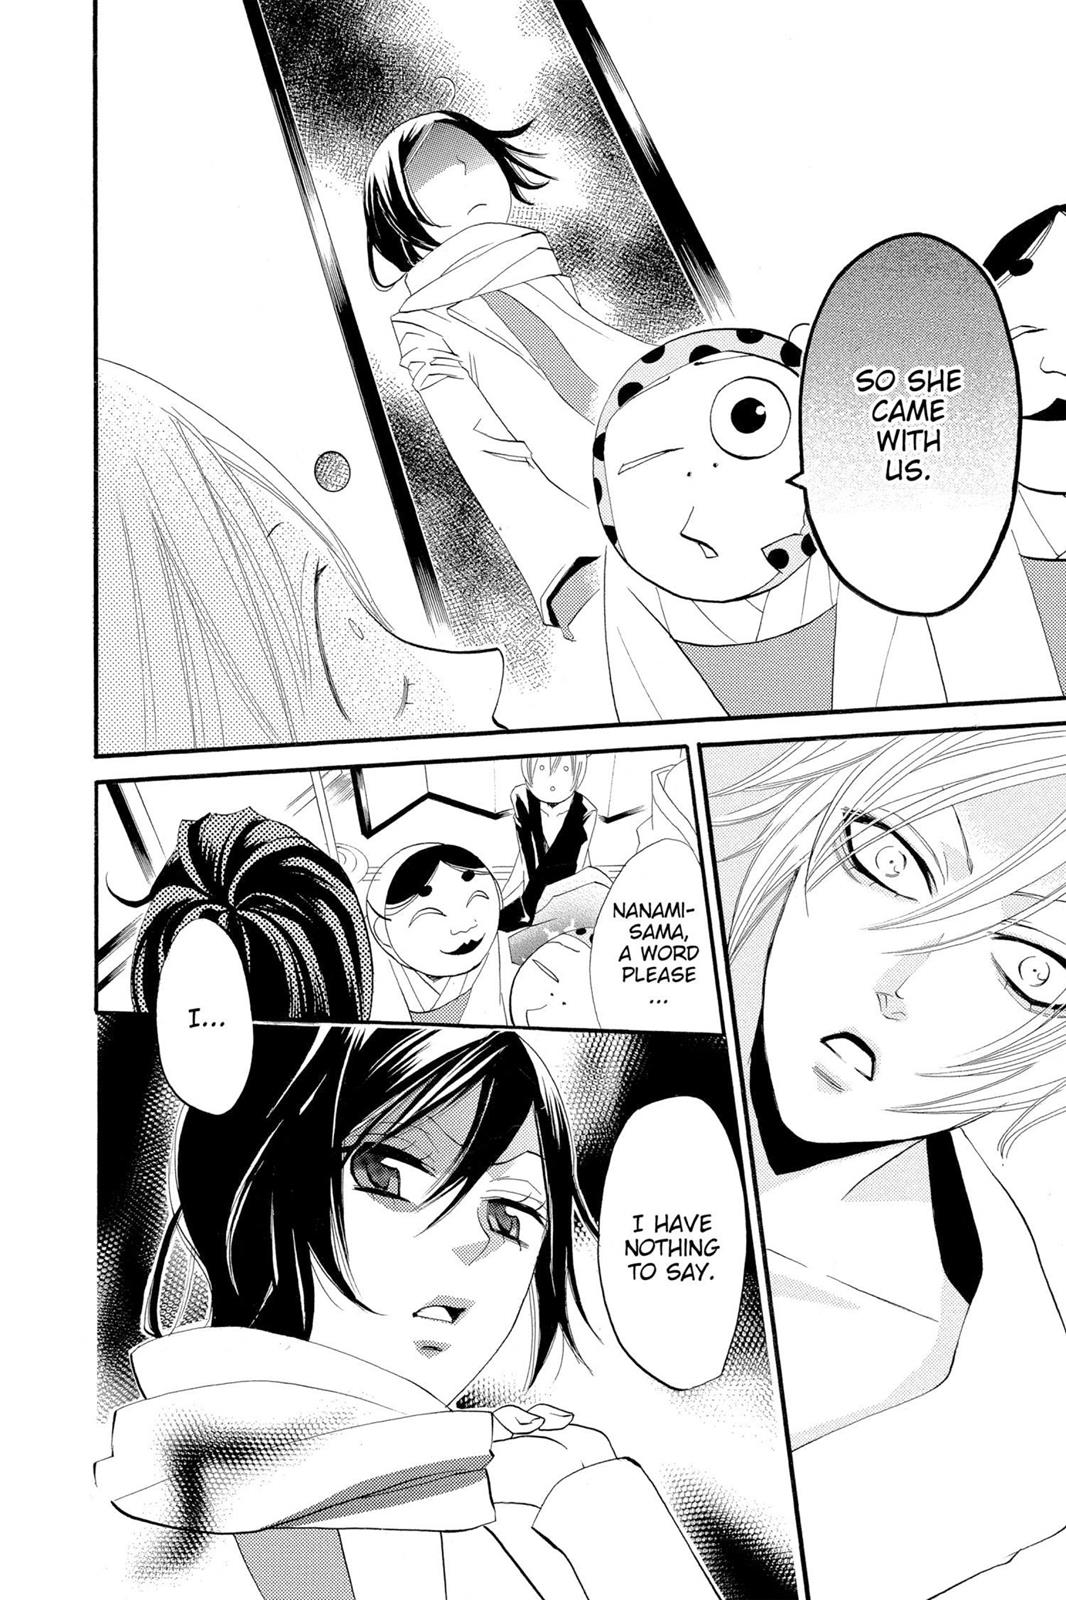 SO SHE
CAME
WITH
US.
NANAMI-
SAMA,
A WORD
PLEASE
...
I...
I HAVE
NOTHING
TO SAY.